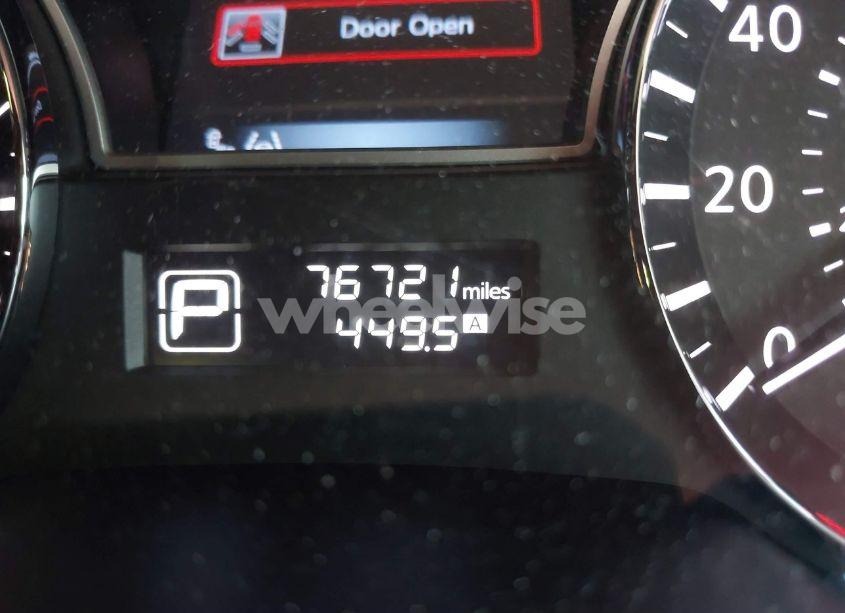 Door Open
40
20
0
P
76721 miles
449.5 A
wheelwise